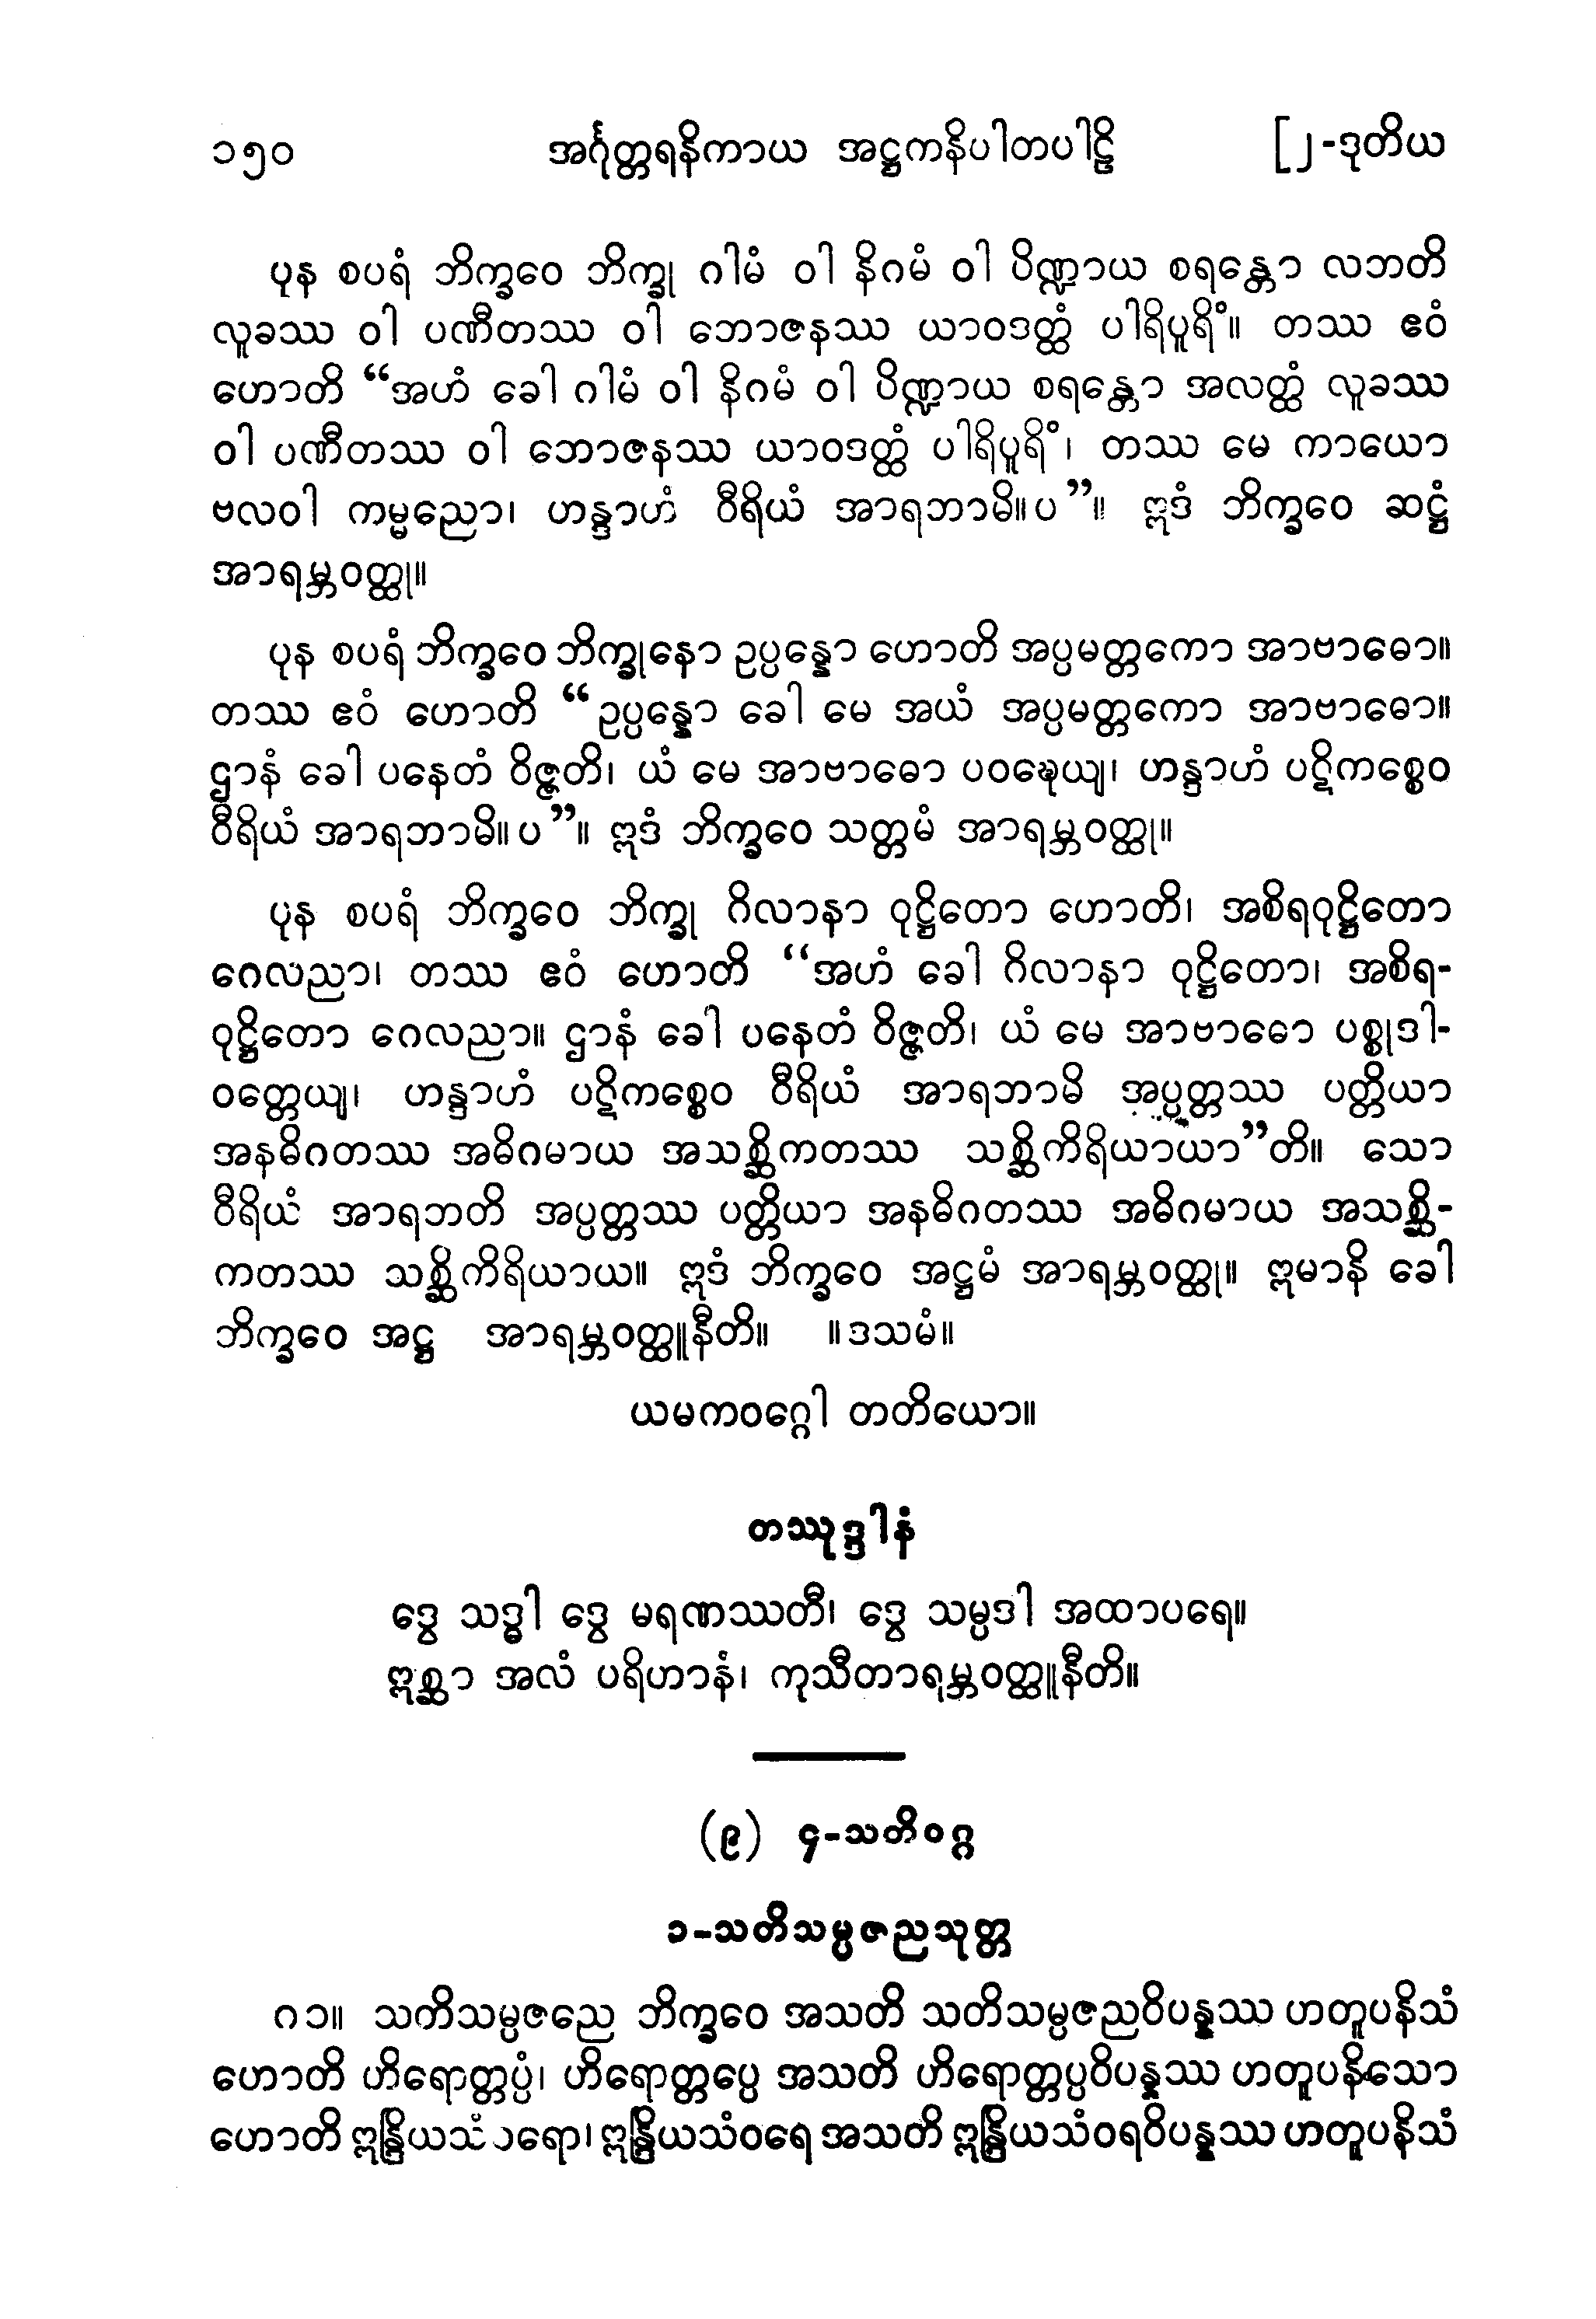 ၁၅၀ အင်္ဂုတ္တရနိကာယ အဋ္ဌကနိပါတပါဠိ [၂-ဒုတိယ
ပုန စပရံ ဘိက္ခဝေ ဘိက္ခု ဂါမံ ဝါ နိဂမံ ဝါ ပိဏ္ဍာယ စရန္တော လဘတိ
လူခဿ ဝါ ပဏီတဿ ဝါ ဘောဇနဿ ယာဝဒတ္ထံ ပါရိပူရိံ။ တဿ ဧဝံ
ဟောတိ “အဟံ ခေါ ဂါမံ ဝါ နိဂမံ ဝါ ပိဏ္ဍာယ စရန္တော အလတ္ထံ လူခဿ
ဝါ ပဏီတဿ ဝါ ဘောဇနဿ ယာဝဒတ္ထံ ပါရိပူရိံ၊ တဿ မေ ကာယော
ဗလဝါ ကမ္မညော၊ ဟန္ဒာဟံ ဝီရိယံ အာရဘာမိ။ပ”။ ဣဒံ ဘိက္ခဝေ ဆဋ္ဌံ
အာရမ္ဘဝတ္ထု။
ပုန စပရံ ဘိက္ခဝေ ဘိက္ခုနော ဥပ္ပန္နော ဟောတိ အပ္ပမတ္တကော အာဗာဓော။
တဿ ဧဝံ ဟောတိ “ဥပ္ပန္နော ခေါ မေ အယံ အပ္ပမတ္တကော အာဗာဓော။
ဌာနံ ခေါ ပနေတံ ဝိဇ္ဇတိ၊ ယံ မေ အာဗာဓော ပဝဍ္ဎေယျ၊ ဟန္ဒာဟံ ပဋိကစ္စေဝ
ဝီရိယံ အာရဘာမိ။ပ”။ ဣဒံ ဘိက္ခဝေ သတ္တမံ အာရမ္ဘဝတ္ထု။
ပုန စပရံ ဘိက္ခဝေ ဘိက္ခု ဂိလာနာ ဝုဋ္ဌိတော ဟောတိ၊ အစိရဝုဋ္ဌိတော
ဂေလညာ၊ တဿ ဧဝံ ဟောတိ “အဟံ ခေါ ဂိလာနာ ဝုဋ္ဌိတော၊ အစိရ-
ဝုဋ္ဌိတော ဂေလညာ။ ဌာနံ ခေါ ပနေတံ ဝိဇ္ဇတိ၊ ယံ မေ အာဗာဓော ပစ္စုဒါ-
ဝတ္တေယျ၊ ဟန္ဒာဟံ ပဋိကစ္စေဝ ဝီရိယံ အာရဘာမိ အပ္ပတ္တဿ ပတ္တိယာ
အနဓိဂတဿ အဓိဂမာယ အသစ္ဆိကတဿ သစ္ဆိကိရိယာယာ”တိ။ သော
ဝီရိယံ အာရဘတိ အပ္ပတ္တဿ ပတ္တိယာ အနဓိဂတဿ အဓိဂမာယ အသစ္ဆိ-
ကတဿ သစ္ဆိကိရိယာယ။ ဣဒံ ဘိက္ခဝေ အဋ္ဌမံ အာရမ္ဘဝတ္ထု။ ဣမာနိ ခေါ
ဘိက္ခဝေ အဋ္ဌ အာရမ္ဘဝတ္ထူနီတိ။ ။ဒသမံ။
ယမကဝဂ္ဂေါ တတိယော။
တဿုဒ္ဒါနံ
ဒွေ သဒ္ဓါ ဒွေ မရဏဿတီ၊ ဒွေ သမ္ပဒါ အထာပရေ။
ဣစ္ဆာ အလံ ပရိဟာနံ၊ ကုသီတာရမ္ဘဝတ္ထူနီတိ။
(၉) ၄-သတိဝဂ္ဂ
၁-သတိသမ္ပဇညသုတ္တ
၈၁။ သတိသမ္ပဇညေ ဘိက္ခဝေ အသတိ သတိသမ္ပဇညဝိပန္နဿ ဟတူပနိသံ
ဟောတိ ဟိရောတ္တပ္ပံ၊ ဟိရောတ္တပ္ပေ အသတိ ဟိရောတ္တပ္ပဝိပန္နဿ ဟတူပနိသော
ဟောတိ ဣန္ဒြိယသံဝရော၊ ဣန္ဒြိယသံဝရေ အသတိ ဣန္ဒြိယသံဝရဝိပန္နဿ ဟတူပနိသံ